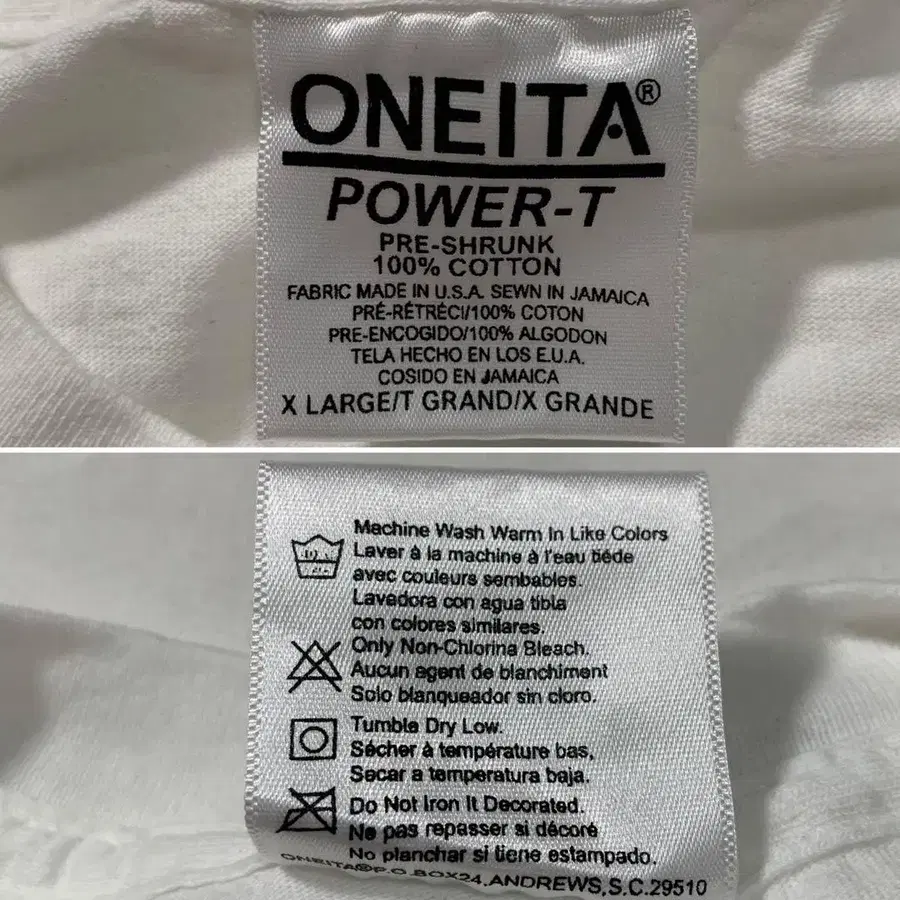 ONEITA®
POWER-T
PRE-SHRUNK
100% COTTON
FABRIC MADE IN U.S.A. SEWN IN JAMAICA
PRÉ-RÉTRÉCI/100% COTON
PRE-ENCOGIDO/100% ALGODON
TELA HECHO EN LOS E.U.A.
COSIDO EN JAMAICA
X LARGE/T GRAND/X GRANDE
Machine Wash Warm In Like Colors
Laver à la machine à l'eau tiéde
avec couleurs sembables.
Lavadora con agua tibla
con colores similares.
Only Non-Chlorina Bleach.
Aucun agent de blanchiment
Solo blanqueador sin cloro.
Tumble Dry Low.
Sécher à température bas,
Secar a temperatura baja.
Do Not Iron It Decorated.
Ne pas repasser si décoré
No planchar si tiene estampado.
ONEITA®P.O.BOX24,ANDREWS,S.C.29510